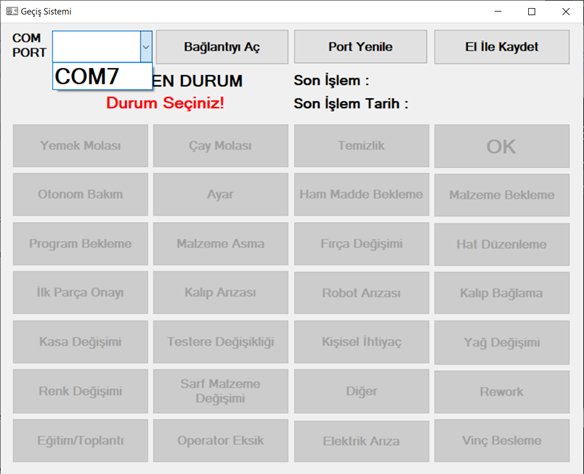 Geçiş Sistemi
COM
PORT
Bağlantıyı Aç
Port Yenile
El İle Kaydet
COM7
EN DURUM
Son İşlem :
Durum Seçiniz!
Son İşlem Tarih :
Yemek Molası
Çay Molası
Temizlik
OK
Otonom Bakım
Ayar
Ham Madde Bekleme
Malzeme Bekleme
Program Bekleme
Malzeme Asma
Fırça Değişimi
Hat Düzenleme
İlk Parça Onayı
Kalıp Arızası
Robot Arızası
Kalıp Bağlama
Kasa Değişimi
Testere Değişikliği
Kişisel İhtiyaç
Yağ Değişimi
Renk Değişimi
Sarf Malzeme
Değişimi
Diğer
Rework
Eğitim/Toplantı
Operator Eksik
Elektrik Arıza
Vinç Besleme